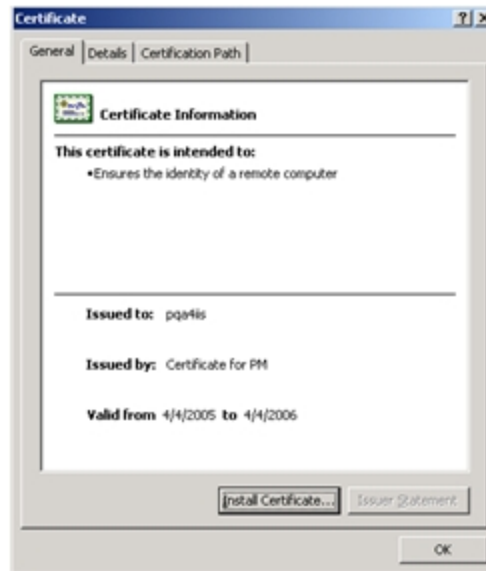 Certificate
General Details Certification Path
Certificate Information
This certificate is intended to:
•Ensures the identity of a remote computer
Issued to: pqa4iis
Issued by: Certificate for PM
Valid from 4/4/2005 to 4/4/2006
Install Certificate... Issuer Statement
OK